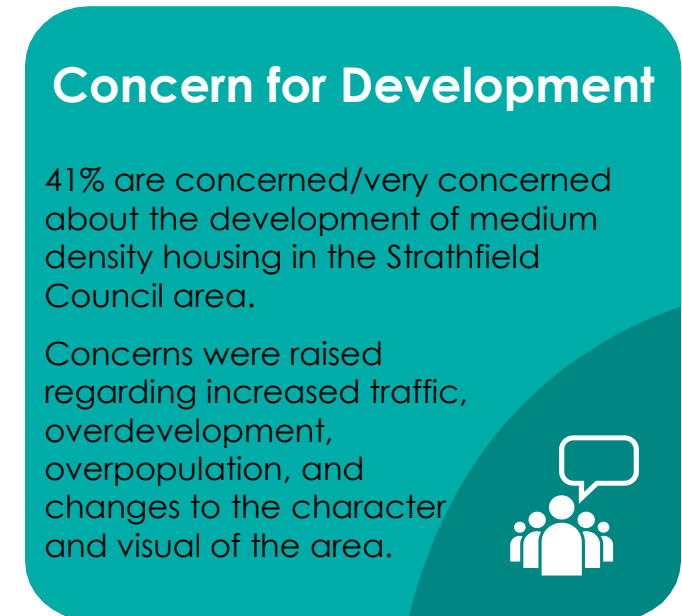 Concern for Development
41% are concerned/very concerned
about the development of medium
density housing in the Strathfield
Council area.
Concerns were raised
regarding increased traffic,
overdevelopment,
overpopulation, and
changes to the character
and visual of the area.